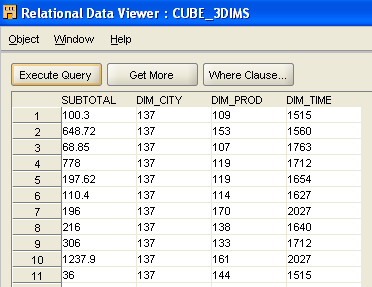 Relational Data Viewer : CUBE_3DIMS
Object Window Help
Execute Query Get More Where Clause...
SUBTOTAL DIM_CITY DIM_PROD DIM_TIME
1 100.3 137 109 1515
2 648.72 137 153 1560
3 68.85 137 107 1763
4 778 137 119 1712
5 197.62 137 119 1654
6 110.4 137 114 1627
7 196 137 170 2027
8 216 137 138 1640
9 306 137 133 1712
10 1237.9 137 161 2027
11 36 137 144 1515